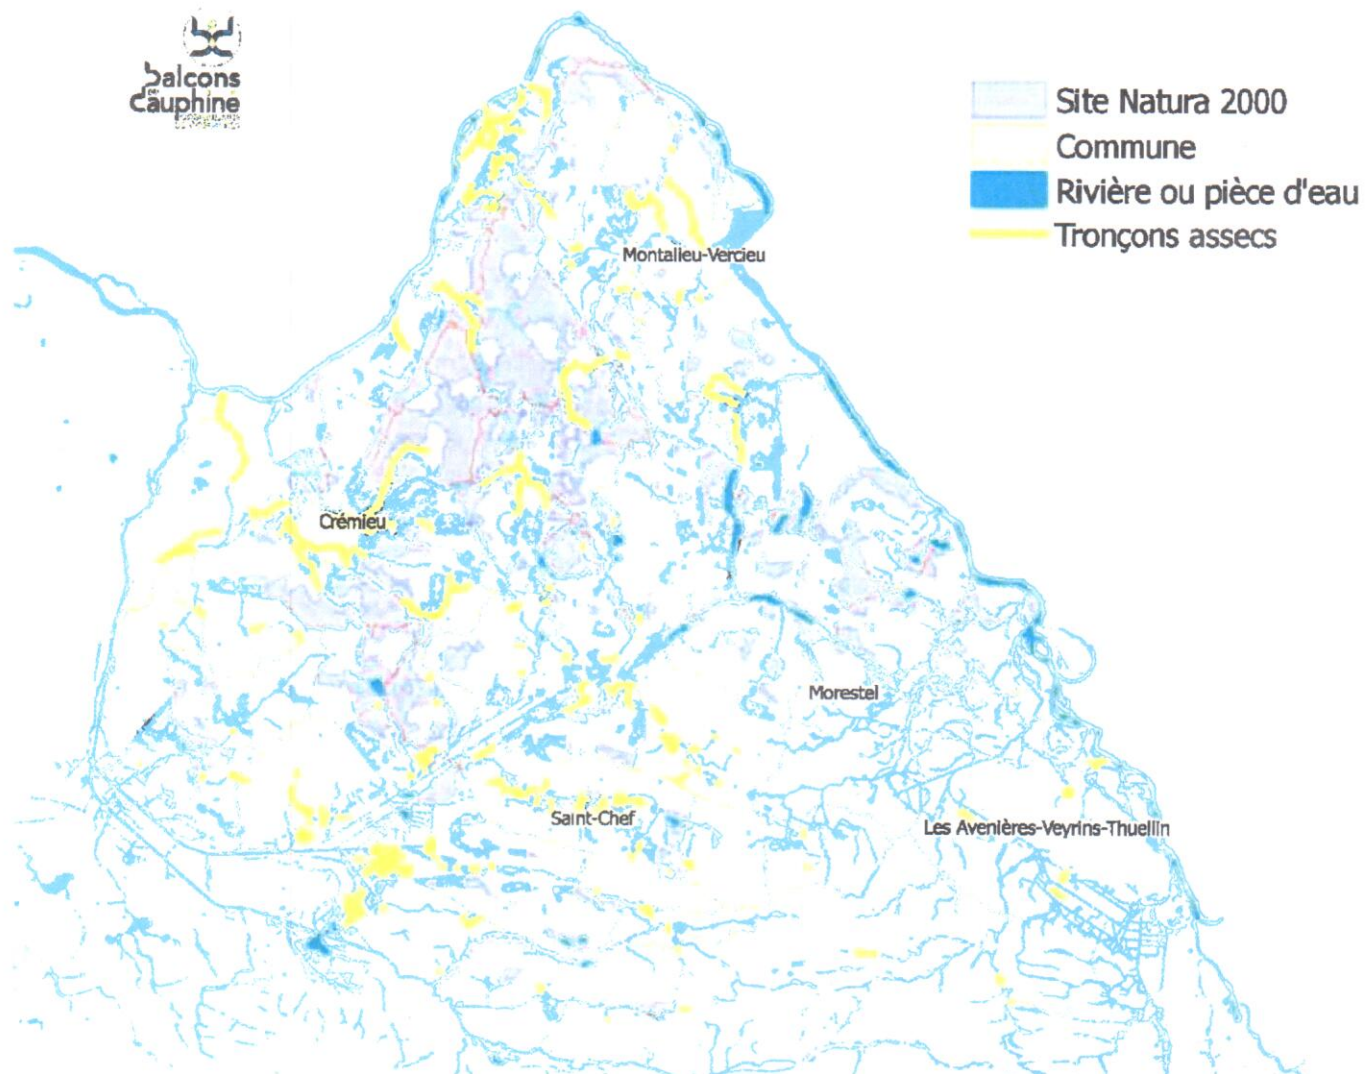 balcons
Dauphiné
Site Natura 2000
Commune
Rivière ou pièce d'eau
Tronçons assecs
Montalieu-Vercieu
Crémieu
Morestel
Saint-Chef
Les Avenières-Veyrins-Thuellin